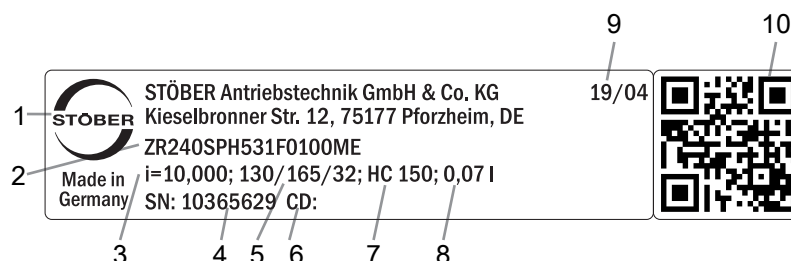 9 10
STÖBER Antriebstechnik GmbH & Co. KG 19/04
1 STÖBER Kieselbronner Str. 12, 75177 Pforzheim, DE
2 ZR240SPH531F0100ME
Made in i=10,000; 130/165/32; HC 150; 0,07 l
Germany SN: 10365629 CD:
3 4 5 6 7 8